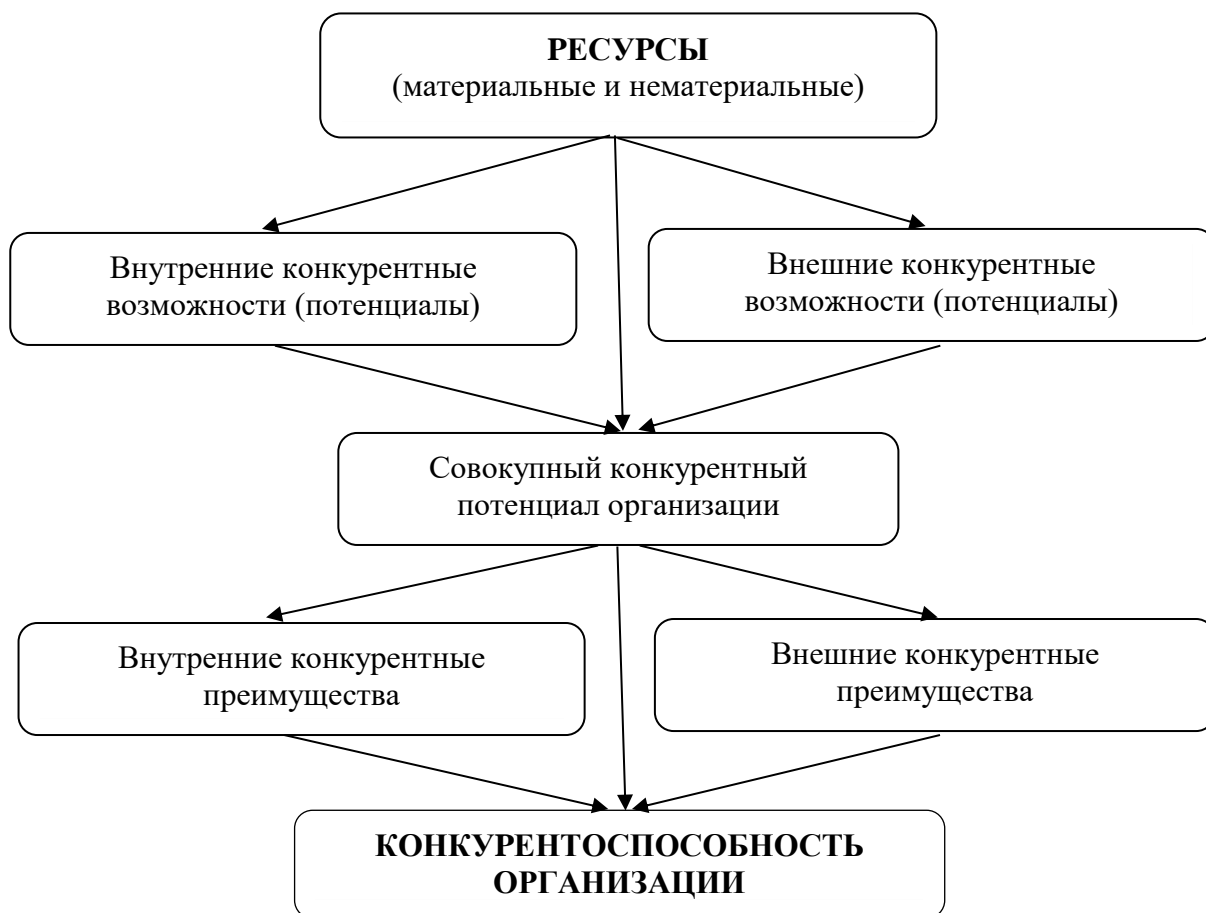 РЕСУРСЫ
(материальные и нематериальные)
Внутренние конкурентные
возможности (потенциалы)
Внешние конкурентные
возможности (потенциалы)
Совокупный конкурентный
потенциал организации
Внутренние конкурентные
преимущества
Внешние конкурентные
преимущества
КОНКУРЕНТОСПОСОБНОСТЬ
ОРГАНИЗАЦИИ